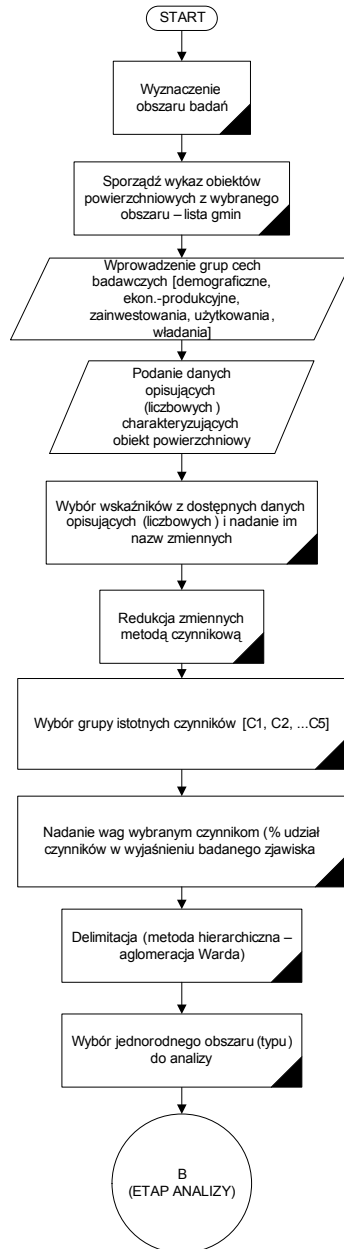 START
Wyznaczenie
obszaru badań
Sporządź wykaz obiektów
powierzchniowych z wybranego
obszaru – lista gmin
Wprowadzenie grup cech
badawczych [demograficzne,
ekon.-produkcyjne,
zainwestowania, użytkowania,
władania]
Podanie danych
opisujących
(liczbowych )
charakteryzujących
obiekt powierzchniowy
Wybór wskaźników z dostępnych danych
opisujących (liczbowych ) i nadanie im
nazw zmiennych
Redukcja zmiennych
metodą czynnikową
Wybór grupy istotnych czynników [C1, C2, ...C5]
Nadanie wag wybranym czynnikom (% udział
czynników w wyjaśnieniu badanego zjawiska
Delimitacja (metoda hierarchiczna –
aglomeracja Warda)
Wybór jednorodnego obszaru (typu)
do analizy
B
(ETAP ANALIZY)